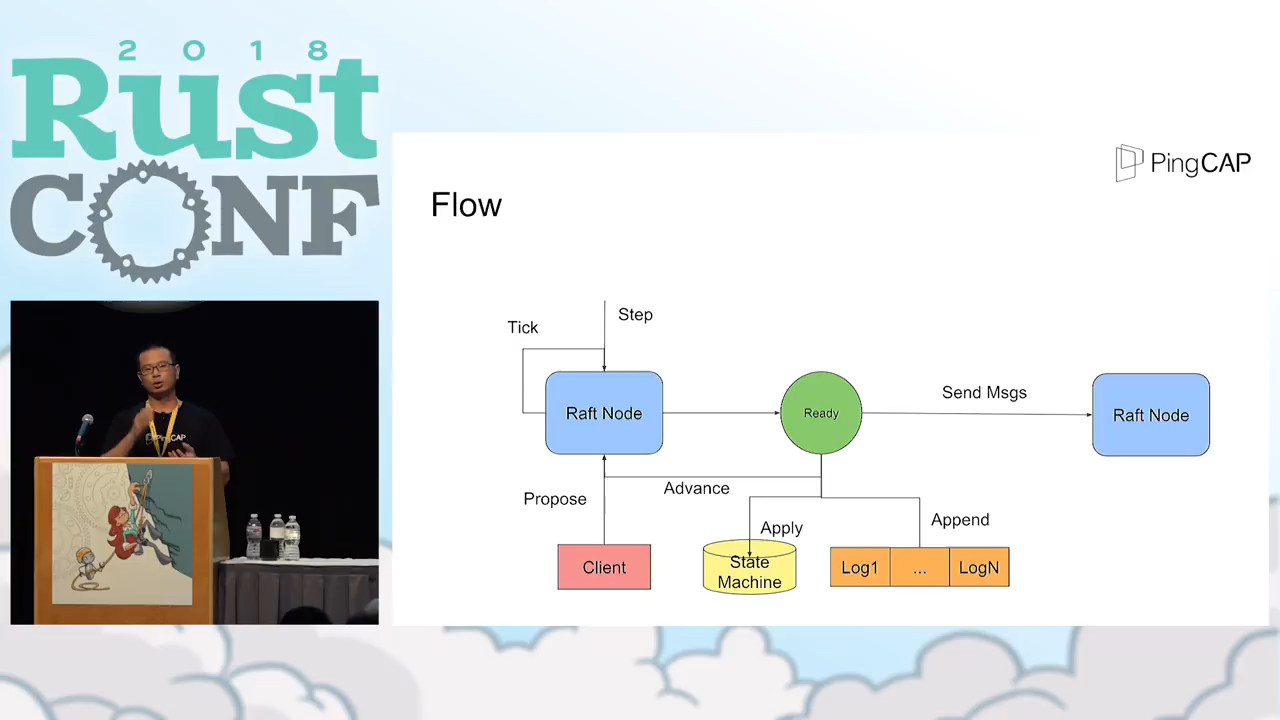 2018
Rust
CONF
PingCAP
Flow
Tick
Step
Raft Node
Ready
Send Msgs
Raft Node
Propose
Advance
Apply
Append
Client
State
Machine
Log1
...
LogN
PingCAP